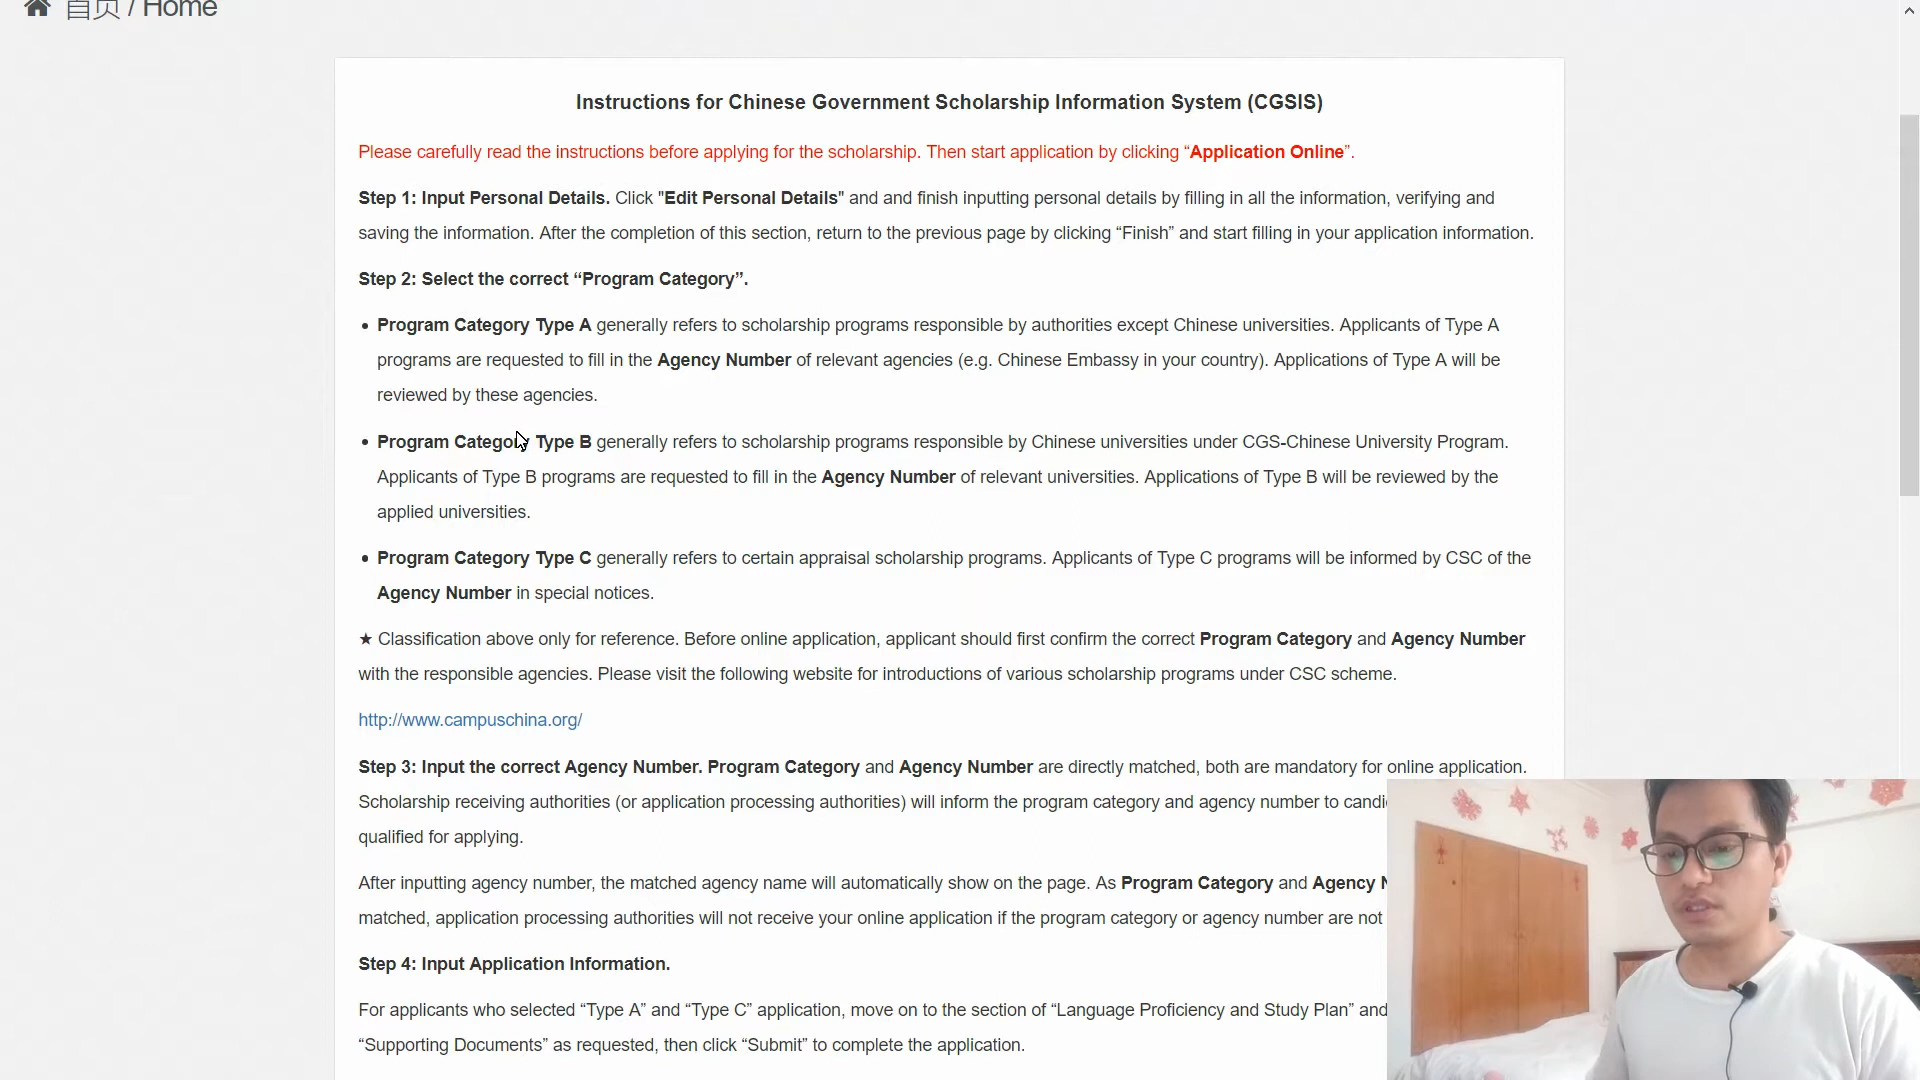 首页 / Home
Instructions for Chinese Government Scholarship Information System (CGSIS)
Please carefully read the instructions before applying for the scholarship. Then start application by clicking “Application Online”.
Step 1: Input Personal Details. Click "Edit Personal Details" and and finish inputting personal details by filling in all the information, verifying and
saving the information. After the completion of this section, return to the previous page by clicking “Finish” and start filling in your application information.
Step 2: Select the correct “Program Category”.
• Program Category Type A generally refers to scholarship programs responsible by authorities except Chinese universities. Applicants of Type A
programs are requested to fill in the Agency Number of relevant agencies (e.g. Chinese Embassy in your country). Applications of Type A will be
reviewed by these agencies.
• Program Category Type B generally refers to scholarship programs responsible by Chinese universities under CGS-Chinese University Program.
Applicants of Type B programs are requested to fill in the Agency Number of relevant universities. Applications of Type B will be reviewed by the
applied universities.
• Program Category Type C generally refers to certain appraisal scholarship programs. Applicants of Type C programs will be informed by CSC of the
Agency Number in special notices.
★ Classification above only for reference. Before online application, applicant should first confirm the correct Program Category and Agency Number
with the responsible agencies. Please visit the following website for introductions of various scholarship programs under CSC scheme.
http://www.campuschina.org/
Step 3: Input the correct Agency Number. Program Category and Agency Number are directly matched, both are mandatory for online application.
Scholarship receiving authorities (or application processing authorities) will inform the program category and agency number to
qualified for applying.
After inputting agency number, the matched agency name will automatically show on the page. As Program Category and Agency
matched, application processing authorities will not receive your online application if the program category or agency number are not
Step 4: Input Application Information.
For applicants who selected “Type A” and “Type C” application, move on to the section of “Language Proficiency and Study Plan” and
“Supporting Documents” as requested, then click “Submit” to complete the application.